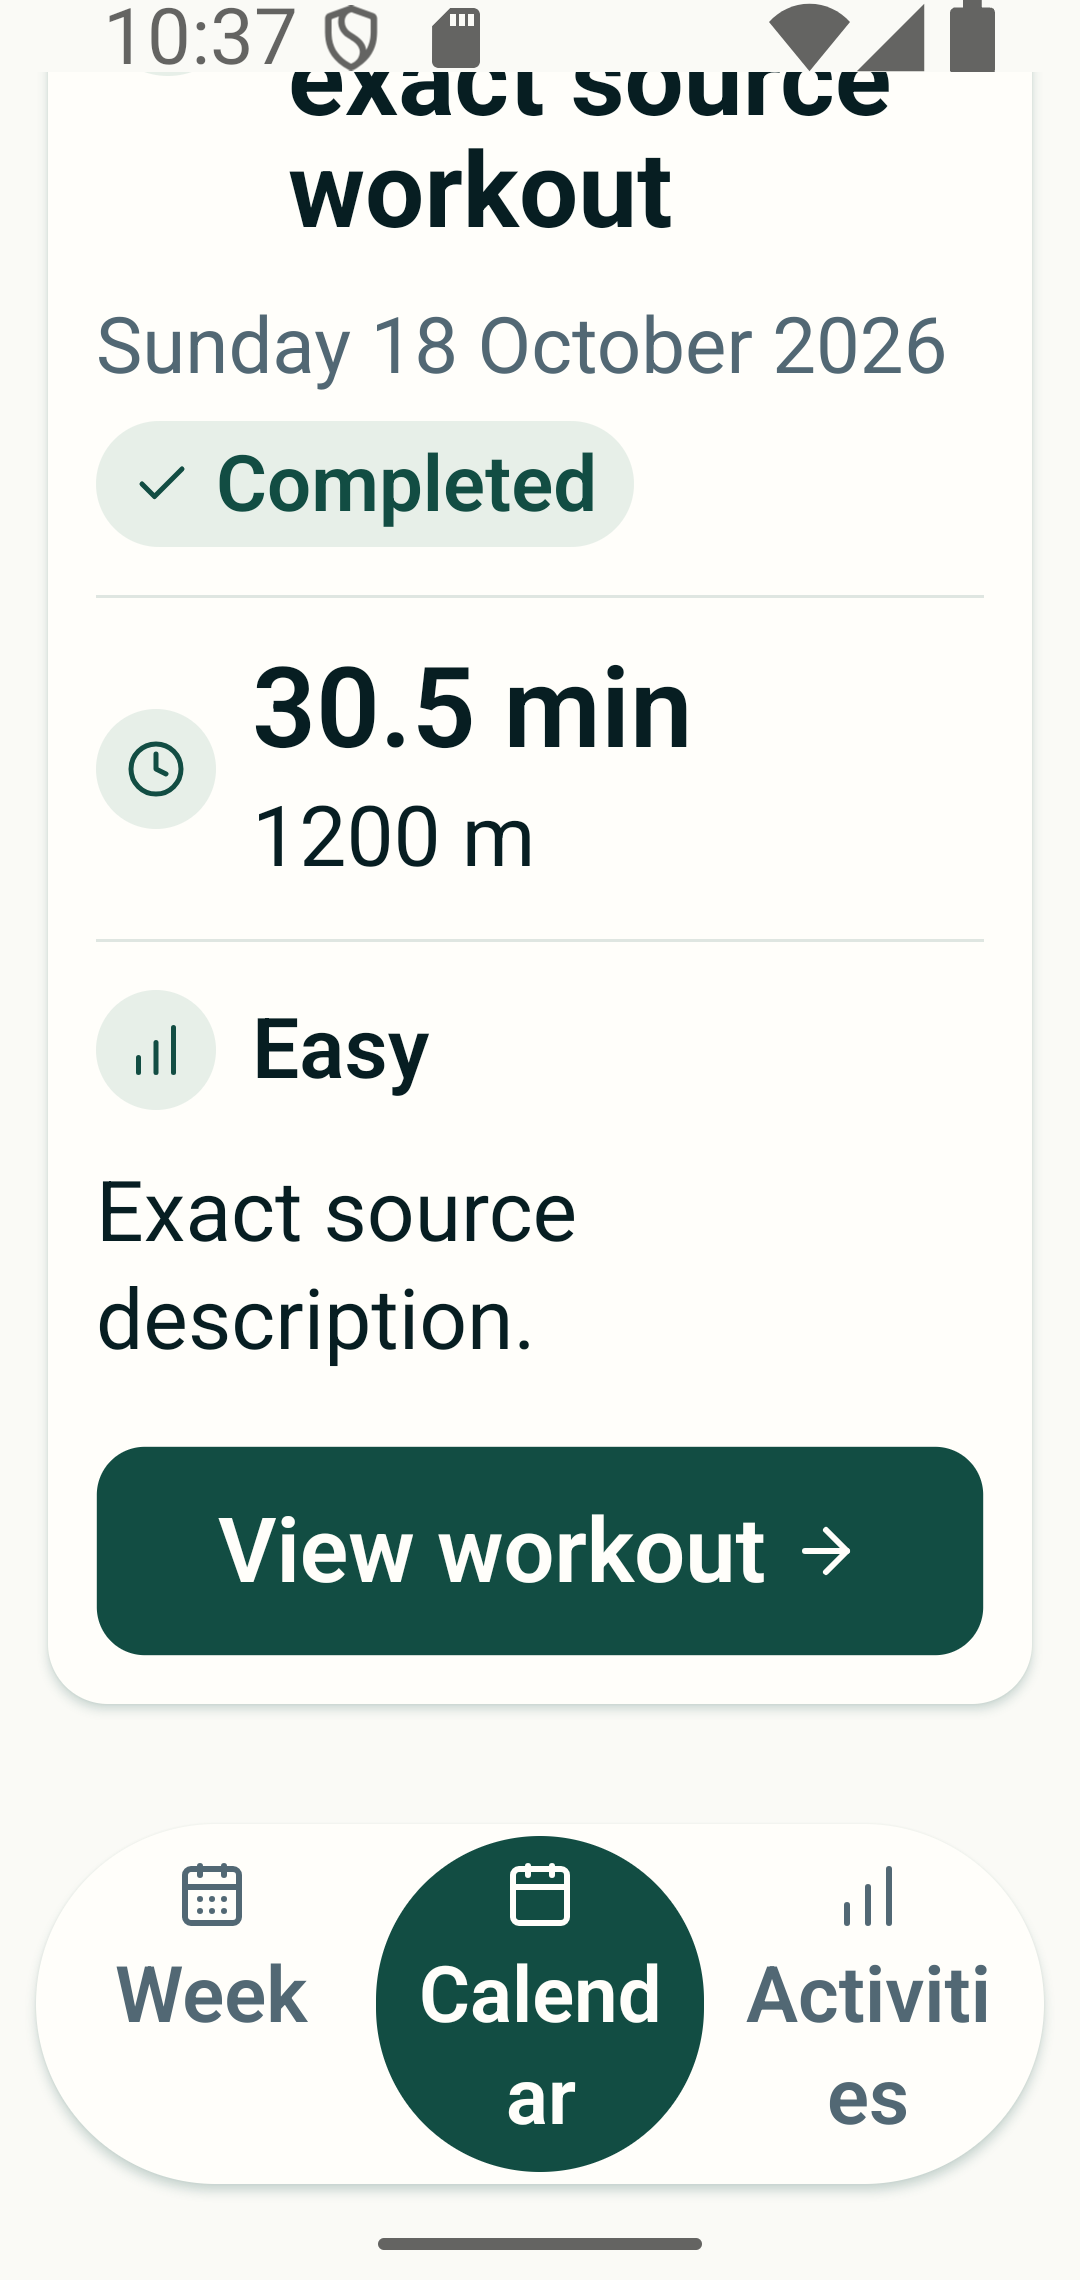 10:37
exact source
workout
Sunday 18 October 2026
Completed
30.5 min
1200 m
Easy
Exact source
description.
View workout
Week
Calend
ar
Activiti
es